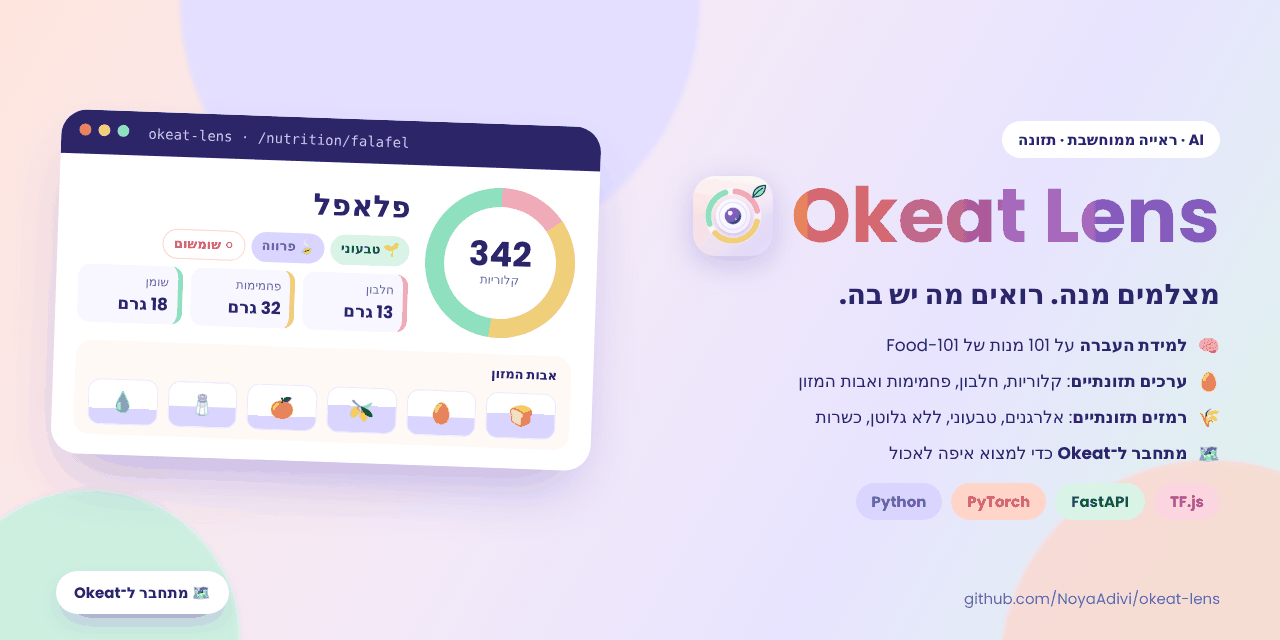 AI · ראייה ממוחשבת · תזונה
Okeat Lens
מצלמים מנה. רואים מה יש בה.
למידת העברה על 101 מנות של Food-101
ערכים תזונתיים: קלוריות, חלבון, פחמימות ואבות המזון
רמזים תזונתיים: אלרגנים, טבעוני, ללא גלוטן, כשרות
מתחבר ל־Okeat כדי למצוא איפה לאכול
TF.js FastAPI PyTorch Python
github.com/NoyaAdivi/okeat-lens
okeat-lens · /nutrition/falafel
342
קלוריות
פלאפל
טבעוני פרווה שומשום
חלבון פחמימות שומן
13 גרם 32 גרם 18 גרם
אבות המזון
מתחבר ל־Okeat